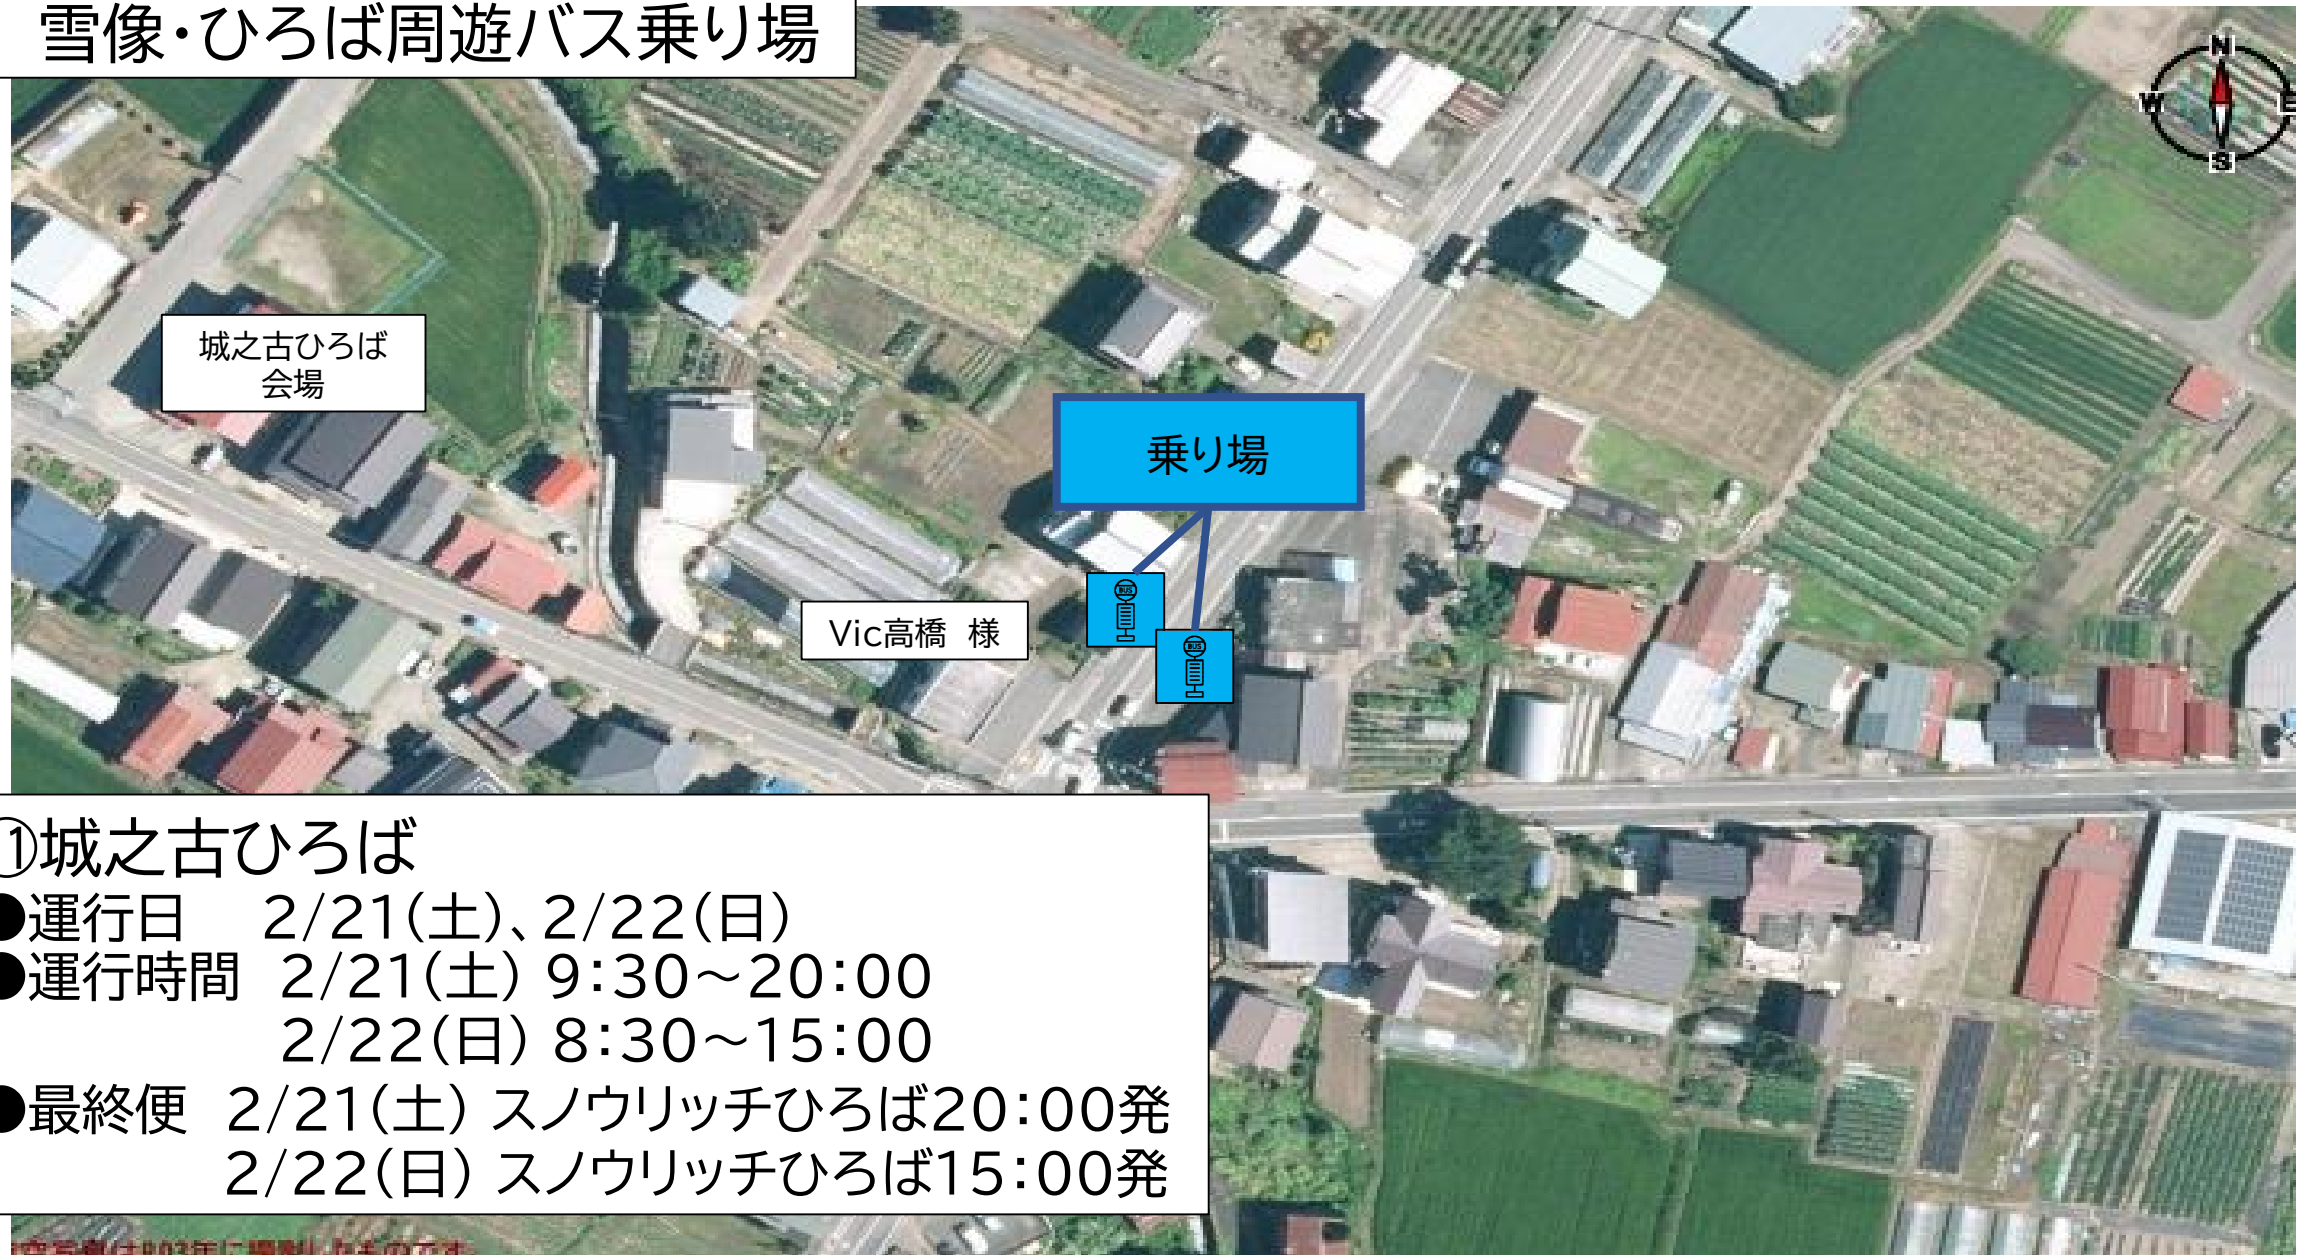 雪像・ひろば周遊バス乗り場
N
W
E
S
城之古ひろば
会場
乗り場
BUS
BUS
Vic高橋 様
①城之古ひろば
●運行日 2/21(土)、2/22(日)
●運行時間 2/21(土) 9:30～20:00
2/22(日) 8:30～15:00
●最終便 2/21(土) スノウリッチひろば20:00発
2/22(日) スノウリッチひろば15:00発